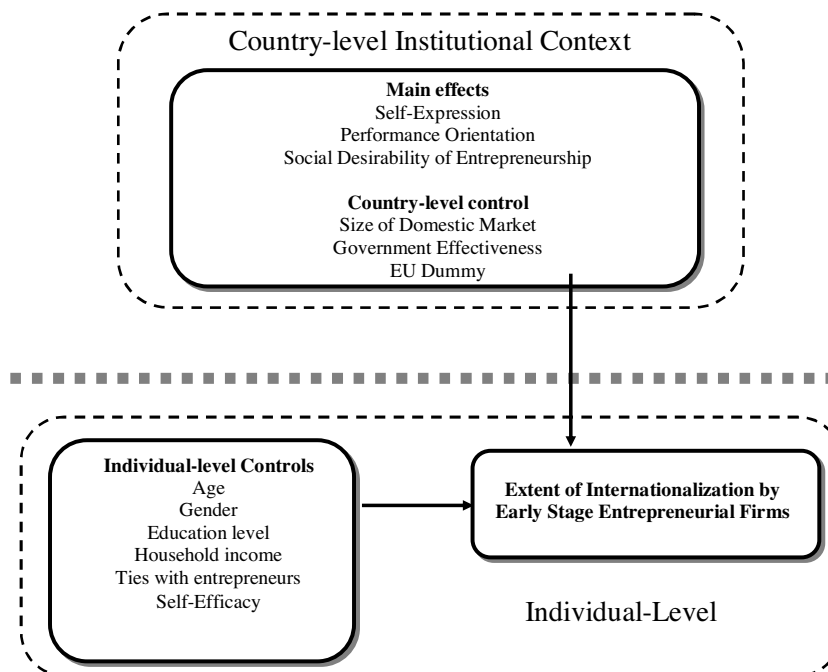 Country-level Institutional Context
Main effects
Self-Expression
Performance Orientation
Social Desirability of Entrepreneurship
Country-level control
Size of Domestic Market
Government Effectiveness
EU Dummy
Individual-level Controls
Age
Gender
Education level
Household income
Ties with entrepreneurs
Self-Efficacy
Extent of Internationalization by
Early Stage Entrepreneurial Firms
Individual-Level